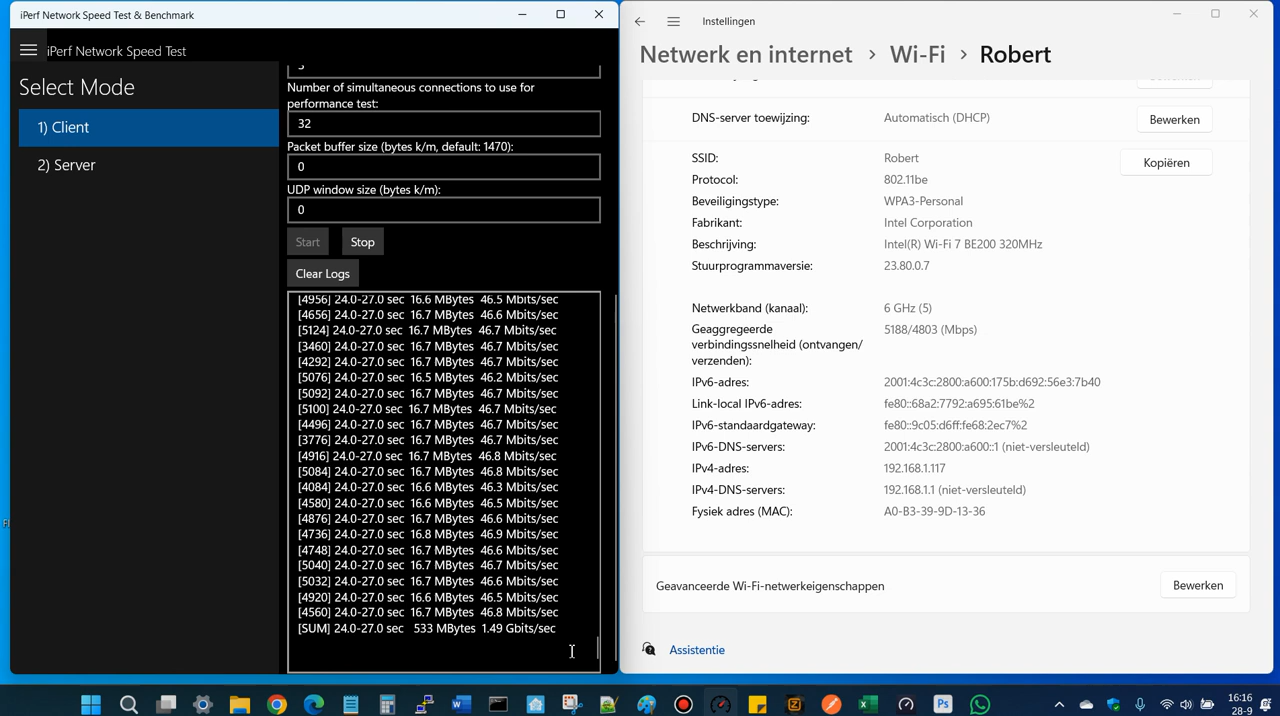 iPerf Network Speed Test & Benchmark
iPerf Network Speed Test
Select Mode
1) Client
2) Server
Number of simultaneous connections to use for
performance test:
32
Packet buffer size (bytes k/m, default: 1470):
0
UDP window size (bytes k/m):
0
Start
Stop
Clear Logs
[4956] 24.0-27.0 sec 16.6 MBytes 46.5 Mbits/sec
[4656] 24.0-27.0 sec 16.7 MBytes 46.6 Mbits/sec
[5124] 24.0-27.0 sec 16.7 MBytes 46.7 Mbits/sec
[3460] 24.0-27.0 sec 16.7 MBytes 46.7 Mbits/sec
[4292] 24.0-27.0 sec 16.7 MBytes 46.7 Mbits/sec
[5076] 24.0-27.0 sec 16.5 MBytes 46.2 Mbits/sec
[5092] 24.0-27.0 sec 16.7 MBytes 46.7 Mbits/sec
[5100] 24.0-27.0 sec 16.7 MBytes 46.7 Mbits/sec
[4496] 24.0-27.0 sec 16.7 MBytes 46.7 Mbits/sec
[3776] 24.0-27.0 sec 16.7 MBytes 46.7 Mbits/sec
[4916] 24.0-27.0 sec 16.7 MBytes 46.8 Mbits/sec
[5084] 24.0-27.0 sec 16.7 MBytes 46.8 Mbits/sec
[4084] 24.0-27.0 sec 16.6 MBytes 46.3 Mbits/sec
[4580] 24.0-27.0 sec 16.6 MBytes 46.5 Mbits/sec
[4876] 24.0-27.0 sec 16.7 MBytes 46.6 Mbits/sec
[4736] 24.0-27.0 sec 16.8 MBytes 46.9 Mbits/sec
[4748] 24.0-27.0 sec 16.7 MBytes 46.6 Mbits/sec
[5040] 24.0-27.0 sec 16.7 MBytes 46.7 Mbits/sec
[5032] 24.0-27.0 sec 16.7 MBytes 46.6 Mbits/sec
[4920] 24.0-27.0 sec 16.6 MBytes 46.5 Mbits/sec
[4560] 24.0-27.0 sec 16.7 MBytes 46.8 Mbits/sec
[SUM] 24.0-27.0 sec 533 MBytes 1.49 Gbits/sec
Instellingen
Netwerk en internet > Wi-Fi > Robert
DNS-server toewijzing: Automatisch (DHCP)
Bewerken
SSID: Robert
Kopiëren
Protocol: 802.11be
Beveiligingstype: WPA3-Personal
Fabrikant: Intel Corporation
Beschrijving: Intel(R) Wi-Fi 7 BE200 320MHz
Stuurprogrammaversie: 23.80.0.7
Netwerkband (kanaal): 6 GHz (5)
Geaggregeerde 5188/4803 (Mbps)
verbindingssnelheid (ontvangen/
verzenden):
IPv6-adres: 2001:4c3c:2800:a600:175b:d692:56e3:7b40
Link-local IPv6-adres: fe80::68a2:7792:a695:61be%2
IPv6-standaardgateway: fe80::9c05:d6ff:fe68:2ec7%2
IPv6-DNS-servers: 2001:4c3c:2800:a600::1 (niet-versleuteld)
IPv4-adres: 192.168.1.117
IPv4-DNS-servers: 192.168.1.1 (niet-versleuteld)
Fysiek adres (MAC): A0-B3-39-9D-13-36
Geavanceerde Wi-Fi-netwerkeigenschappen
Bewerken
Assistentie
16:16
28-9